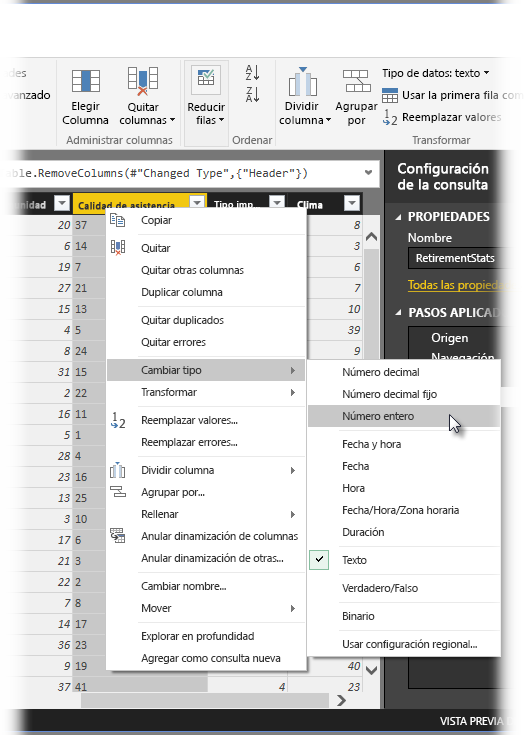 Elegir
Columna
Quitar
columnas
Administrar columnas
Reducir
filas
Ordenar
Dividir
columna
Agrupar
por
Tipo de datos: texto
Usar la primera fila com
Reemplazar valores
Transformar
able.RemoveColumns(#"Changed Type",{"Header"})
Configuración
de la consulta
PROPIEDADES
Nombre
RetirementStats
Todas las propieda
PASOS APLICAD
Origen
Navegación
Calidad de asistencia
Tipo imp...
Clima
20 37 8
6 14 3
19 7 6
27 21 7
15 13 10
4 5 39
8 24 9
31 15
2 22
16 11
5 1
28 4
23 16
13 25
3 10
17 6
21 3
22 2
7 8
14 17
36 23
9 19 40
37 41 4 23
Copiar
Quitar
Quitar otras columnas
Duplicar columna
Quitar duplicados
Quitar errores
Cambiar tipo
Transformar
Reemplazar valores...
Reemplazar errores...
Dividir columna
Agrupar por...
Rellenar
Anular dinamización de columnas
Anular dinamización de otras...
Cambiar nombre...
Mover
Explorar en profundidad
Agregar como consulta nueva
Número decimal
Número decimal fijo
Número entero
Fecha y hora
Fecha
Hora
Fecha/Hora/Zona horaria
Duración
Texto
Verdadero/Falso
Binario
Usar configuración regional...
VISTA PREVIA